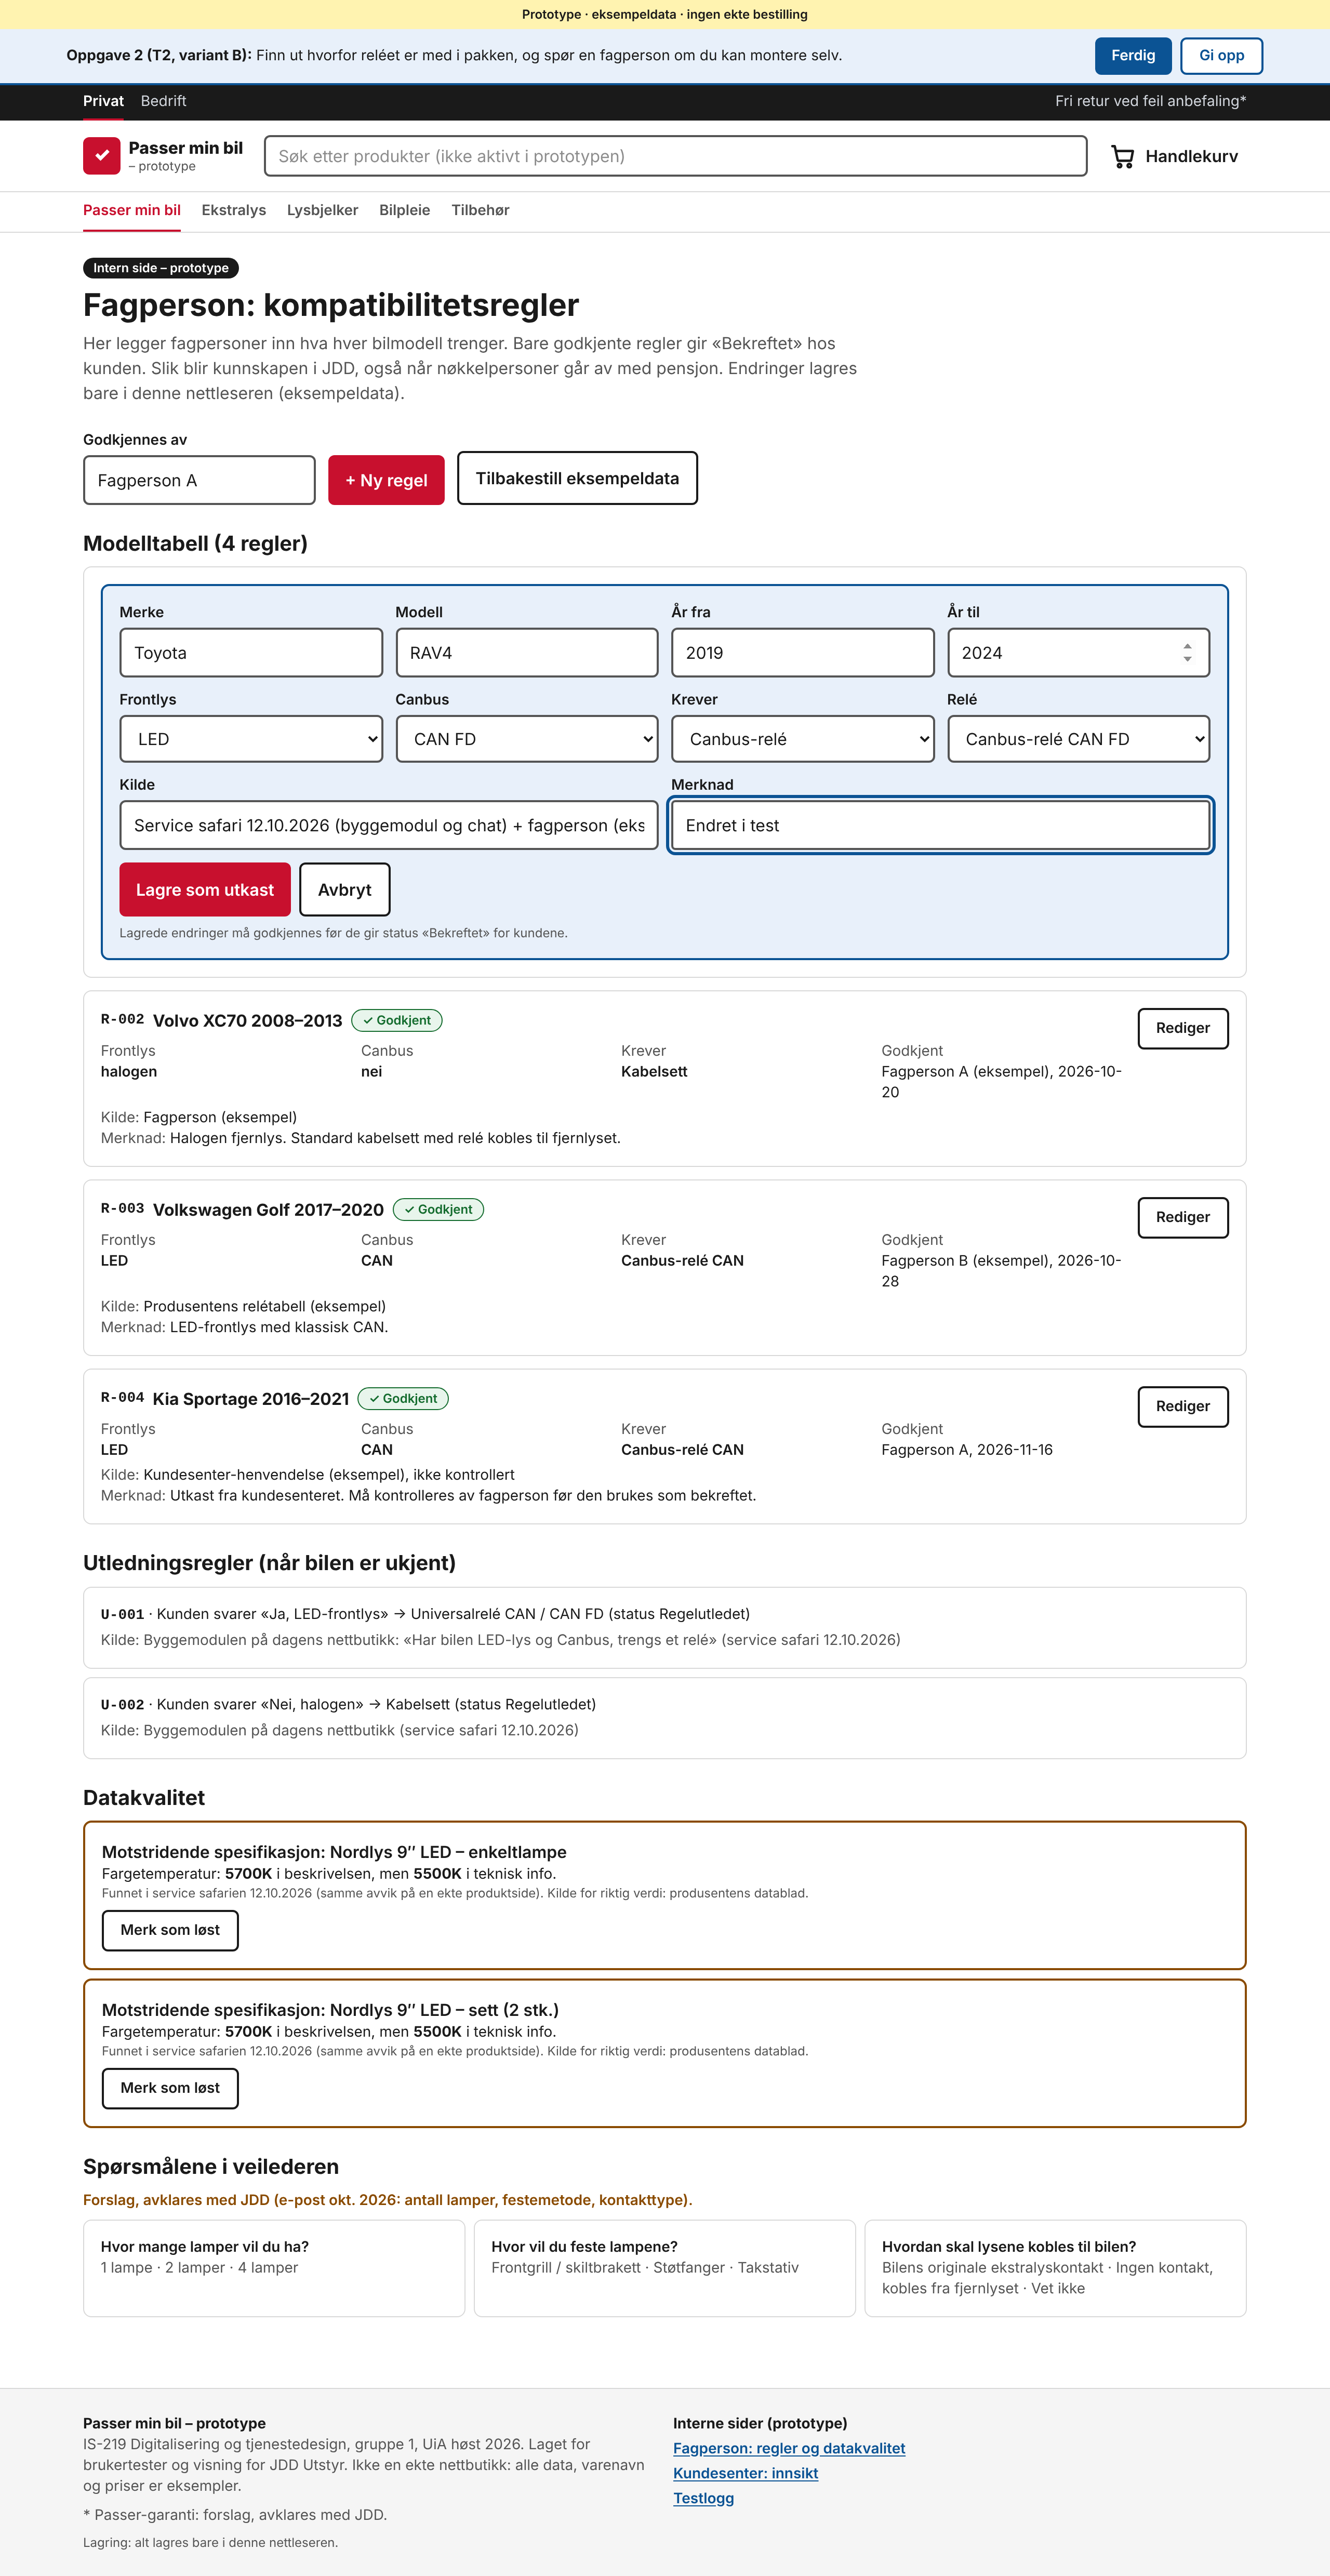 Prototype · eksempeldata · ingen ekte bestilling
Oppgave 2 (T2, variant B): Finn ut hvorfor reléet er med i pakken, og spør en fagperson om du kan montere selv.
Ferdig
Gi opp
Privat
Bedrift
Fri retur ved feil anbefaling*
Passer min bil
– prototype
Søk etter produkter (ikke aktivt i prototypen)
Handlekurv
Passer min bil
Ekstralys
Lysbjelker
Bilpleie
Tilbehør
Intern side – prototype
Fagperson: kompatibilitetsregler
Her legger fagpersoner inn hva hver bilmodell trenger. Bare godkjente regler gir «Bekreftet» hos
kunden. Slik blir kunnskapen i JDD, også når nøkkelpersoner går av med pensjon. Endringer lagres
bare i denne nettleseren (eksempeldata).
Godkjennes av
Fagperson A
+ Ny regel
Tilbakestill eksempeldata
Modelltabell (4 regler)
Merke
Modell
År fra
År til
Toyota
RAV4
2019
2024
Frontlys
Canbus
Krever
Relé
LED
CAN FD
Canbus-relé
Canbus-relé CAN FD
Kilde
Merknad
Service safari 12.10.2026 (byggemodul og chat) + fagperson (eks
Endret i test
Lagre som utkast
Avbryt
Lagrede endringer må godkjennes før de gir status «Bekreftet» for kundene.
R-002 Volvo XC70 2008–2013 ✓ Godkjent
Rediger
Frontlys
Canbus
Krever
Godkjent
halogen
nei
Kabelsett
Fagperson A (eksempel), 2026-10-
20
Kilde: Fagperson (eksempel)
Merknad: Halogen fjernlys. Standard kabelsett med relé kobles til fjernlyset.
R-003 Volkswagen Golf 2017–2020 ✓ Godkjent
Rediger
Frontlys
Canbus
Krever
Godkjent
LED
CAN
Canbus-relé CAN
Fagperson B (eksempel), 2026-10-
28
Kilde: Produsentens relétabell (eksempel)
Merknad: LED-frontlys med klassisk CAN.
R-004 Kia Sportage 2016–2021 ✓ Godkjent
Rediger
Frontlys
Canbus
Krever
Godkjent
LED
CAN
Canbus-relé CAN
Fagperson A, 2026-11-16
Kilde: Kundesenter-henvendelse (eksempel), ikke kontrollert
Merknad: Utkast fra kundesenteret. Må kontrolleres av fagperson før den brukes som bekreftet.
Utledningsregler (når bilen er ukjent)
U-001 · Kunden svarer «Ja, LED-frontlys» → Universalrelé CAN / CAN FD (status Regelutledet)
Kilde: Byggemodulen på dagens nettbutikk: «Har bilen LED-lys og Canbus, trengs et relé» (service safari 12.10.2026)
U-002 · Kunden svarer «Nei, halogen» → Kabelsett (status Regelutledet)
Kilde: Byggemodulen på dagens nettbutikk (service safari 12.10.2026)
Datakvalitet
Motstridende spesifikasjon: Nordlys 9″ LED – enkeltlampe
Fargetemperatur: 5700K i beskrivelsen, men 5500K i teknisk info.
Funnet i service safarien 12.10.2026 (samme avvik på en ekte produktside). Kilde for riktig verdi: produsentens datablad.
Merk som løst
Motstridende spesifikasjon: Nordlys 9″ LED – sett (2 stk.)
Fargetemperatur: 5700K i beskrivelsen, men 5500K i teknisk info.
Funnet i service safarien 12.10.2026 (samme avvik på en ekte produktside). Kilde for riktig verdi: produsentens datablad.
Merk som løst
Spørsmålene i veilederen
Forslag, avklares med JDD (e-post okt. 2026: antall lamper, festemetode, kontakttype).
Hvor mange lamper vil du ha?
1 lampe · 2 lamper · 4 lamper
Hvor vil du feste lampene?
Frontgrill / skiltbrakett · Støtfanger · Takstativ
Hvordan skal lysene kobles til bilen?
Bilens originale ekstralyskontakt · Ingen kontakt,
kobles fra fjernlyset · Vet ikke
Passer min bil – prototype
IS-219 Digitalisering og tjenestedesign, gruppe 1, UiA høst 2026. Laget for
brukertester og visning for JDD Utstyr. Ikke en ekte nettbutikk: alle data, varenavn
og priser er eksempler.
* Passer-garanti: forslag, avklares med JDD.
Lagring: alt lagres bare i denne nettleseren.
Interne sider (prototype)
Fagperson: regler og datakvalitet
Kundesenter: innsikt
Testlogg